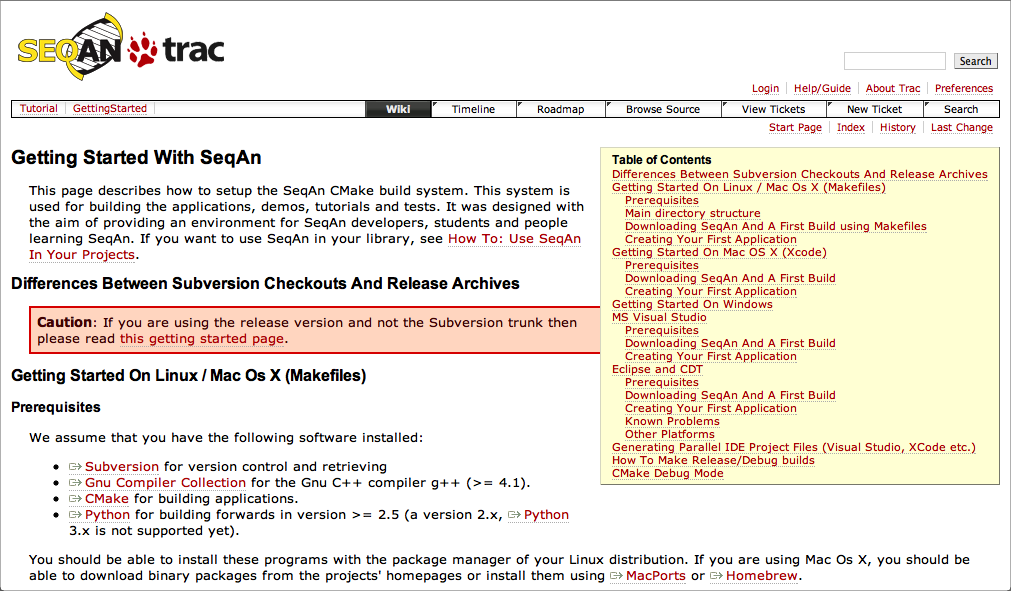 SEQAN trac
Search
Login Help/Guide About Trac Preferences
Tutorial GettingStarted Wiki Timeline Roadmap Browse Source View Tickets New Ticket Search
Start Page Index History Last Change
Getting Started With SeqAn
This page describes how to setup the SeqAn CMake build system. This system is
used for building the applications, demos, tutorials and tests. It was designed with
the aim of providing an environment for SeqAn developers, students and people
learning SeqAn. If you want to use SeqAn in your library, see How To: Use SeqAn
In Your Projects.
Differences Between Subversion Checkouts And Release Archives
Caution: If you are using the release version and not the Subversion trunk then
please read this getting started page.
Getting Started On Linux / Mac Os X (Makefiles)
Prerequisites
We assume that you have the following software installed:
Subversion for version control and retrieving
Gnu Compiler Collection for the Gnu C++ compiler g++ (>= 4.1).
CMake for building applications.
Python for building forwards in version >= 2.5 (a version 2.x, Python
3.x is not supported yet).
You should be able to install these programs with the package manager of your Linux distribution. If you are using Mac Os X, you should be
able to download binary packages from the projects' homepages or install them using MacPorts or Homebrew.
Table of Contents
Differences Between Subversion Checkouts And Release Archives
Getting Started On Linux / Mac Os X (Makefiles)
Prerequisites
Main directory structure
Downloading SeqAn And A First Build using Makefiles
Creating Your First Application
Getting Started On Mac OS X (Xcode)
Prerequisites
Downloading SeqAn And A First Build
Creating Your First Application
Getting Started On Windows
MS Visual Studio
Prerequisites
Downloading SeqAn And A First Build
Creating Your First Application
Eclipse and CDT
Prerequisites
Downloading SeqAn And A First Build
Creating Your First Application
Known Problems
Other Platforms
Generating Parallel IDE Project Files (Visual Studio, XCode etc.)
How To Make Release/Debug builds
CMake Debug Mode